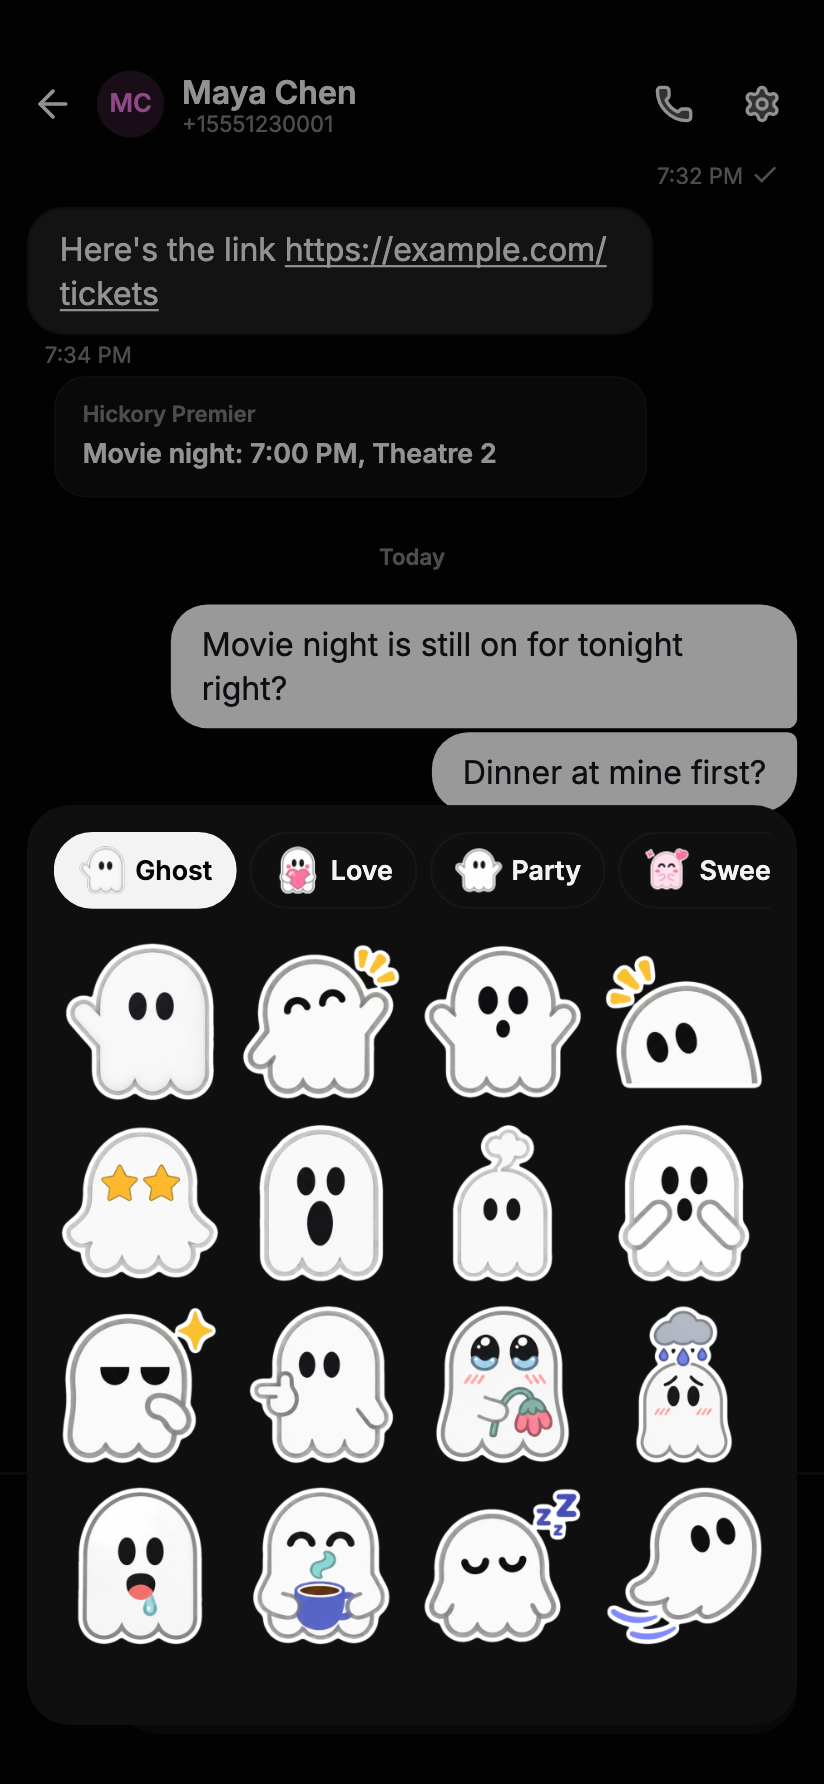 MC
Maya Chen
+15551230001
7:32 PM
Here's the link https://example.com/
tickets
7:34 PM
Hickory Premier
Movie night: 7:00 PM, Theatre 2
Today
Movie night is still on for tonight
right?
Dinner at mine first?
Ghost
Love
Party
Swee
z z z